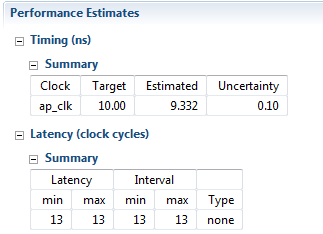 Performance Estimates
Timing (ns)
Summary
Clock Target Estimated Uncertainty
ap_clk 10.00 9.332 0.10
Latency (clock cycles)
Summary
Latency Interval
min max min max Type
13 13 13 13 none